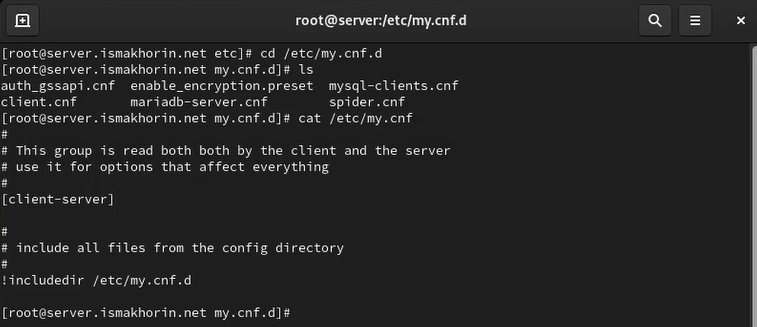 root@server:/etc/my.cnf.d
[root@server.ismakhorin.net etc]# cd /etc/my.cnf.d
[root@server.ismakhorin.net my.cnf.d]# ls
auth_gssapi.cnf  enable_encryption.preset  mysql-clients.cnf
client.cnf       mariadb-server.cnf        spider.cnf
[root@server.ismakhorin.net my.cnf.d]# cat /etc/my.cnf
#
# This group is read both both by the client and the server
# use it for options that affect everything
#
[client-server]
#
# include all files from the config directory
#
!includedir /etc/my.cnf.d
[root@server.ismakhorin.net my.cnf.d]#